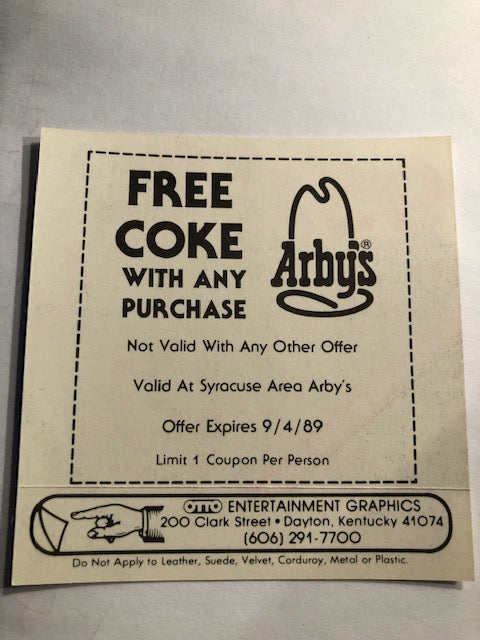 FREE
COKE
WITH ANY
PURCHASE
Arby's®
Not Valid With Any Other Offer
Valid At Syracuse Area Arby's
Offer Expires 9/4/89
Limit 1 Coupon Per Person
OTTO ENTERTAINMENT GRAPHICS
200 Clark Street • Dayton, Kentucky 41074
(606) 291-7700
Do Not Apply to Leather, Suede, Velvet, Corduroy, Metal or Plastic.